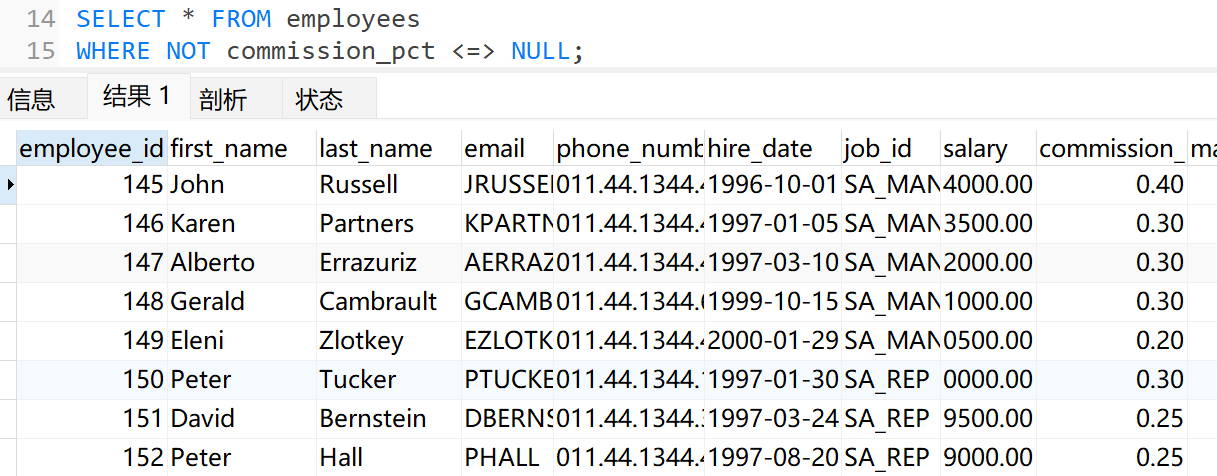 14 SELECT * FROM employees
15 WHERE NOT commission_pct <=> NULL;
信息 结果 1 剖析 状态
employee_id first_name last_name email phone_numb hire_date job_id salary commission_ ma
145 John Russell JRUSSE 011.44.1344.4 1996-10-01 SA_MAN 4000.00 0.40
146 Karen Partners KPARTN 011.44.1344.4 1997-01-05 SA_MAN 3500.00 0.30
147 Alberto Errazuriz AERRAZ 011.44.1344.4 1997-03-10 SA_MAN 2000.00 0.30
148 Gerald Cambrault GCAMB 011.44.1344.6 1999-10-15 SA_MAN 1000.00 0.30
149 Eleni Zlotkey EZLOTK 011.44.1344.4 2000-01-29 SA_MAN 0500.00 0.20
150 Peter Tucker PTUCKE 011.44.1344.1 1997-01-30 SA_REP 0000.00 0.30
151 David Bernstein DBERNS 011.44.1344.3 1997-03-24 SA_REP 9500.00 0.25
152 Peter Hall PHALL 011.44.1344.4 1997-08-20 SA_REP 9000.00 0.25